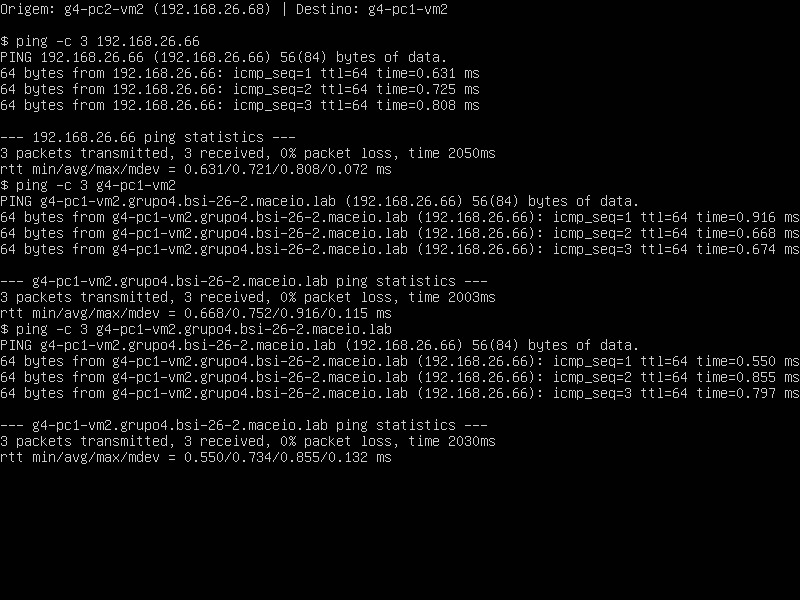 Origem: g4-pc2-vm2 (192.168.26.68) | Destino: g4-pc1-vm2
$ ping -c 3 192.168.26.66
PING 192.168.26.66 (192.168.26.66) 56(84) bytes of data.
64 bytes from 192.168.26.66: icmp_seq=1 ttl=64 time=0.631 ms
64 bytes from 192.168.26.66: icmp_seq=2 ttl=64 time=0.725 ms
64 bytes from 192.168.26.66: icmp_seq=3 ttl=64 time=0.808 ms
--- 192.168.26.66 ping statistics ---
3 packets transmitted, 3 received, 0% packet loss, time 2050ms
rtt min/avg/max/mdev = 0.631/0.721/0.808/0.072 ms
$ ping -c 3 g4-pc1-vm2
PING g4-pc1-vm2.grupo4.bsi-26-2.maceio.lab (192.168.26.66) 56(84) bytes of data.
64 bytes from g4-pc1-vm2.grupo4.bsi-26-2.maceio.lab (192.168.26.66): icmp_seq=1 ttl=64 time=0.916 ms
64 bytes from g4-pc1-vm2.grupo4.bsi-26-2.maceio.lab (192.168.26.66): icmp_seq=2 ttl=64 time=0.668 ms
64 bytes from g4-pc1-vm2.grupo4.bsi-26-2.maceio.lab (192.168.26.66): icmp_seq=3 ttl=64 time=0.674 ms
--- g4-pc1-vm2.grupo4.bsi-26-2.maceio.lab ping statistics ---
3 packets transmitted, 3 received, 0% packet loss, time 2003ms
rtt min/avg/max/mdev = 0.668/0.752/0.916/0.115 ms
$ ping -c 3 g4-pc1-vm2.grupo4.bsi-26-2.maceio.lab
PING g4-pc1-vm2.grupo4.bsi-26-2.maceio.lab (192.168.26.66) 56(84) bytes of data.
64 bytes from g4-pc1-vm2.grupo4.bsi-26-2.maceio.lab (192.168.26.66): icmp_seq=1 ttl=64 time=0.550 ms
64 bytes from g4-pc1-vm2.grupo4.bsi-26-2.maceio.lab (192.168.26.66): icmp_seq=2 ttl=64 time=0.855 ms
64 bytes from g4-pc1-vm2.grupo4.bsi-26-2.maceio.lab (192.168.26.66): icmp_seq=3 ttl=64 time=0.797 ms
--- g4-pc1-vm2.grupo4.bsi-26-2.maceio.lab ping statistics ---
3 packets transmitted, 3 received, 0% packet loss, time 2030ms
rtt min/avg/max/mdev = 0.550/0.734/0.855/0.132 ms